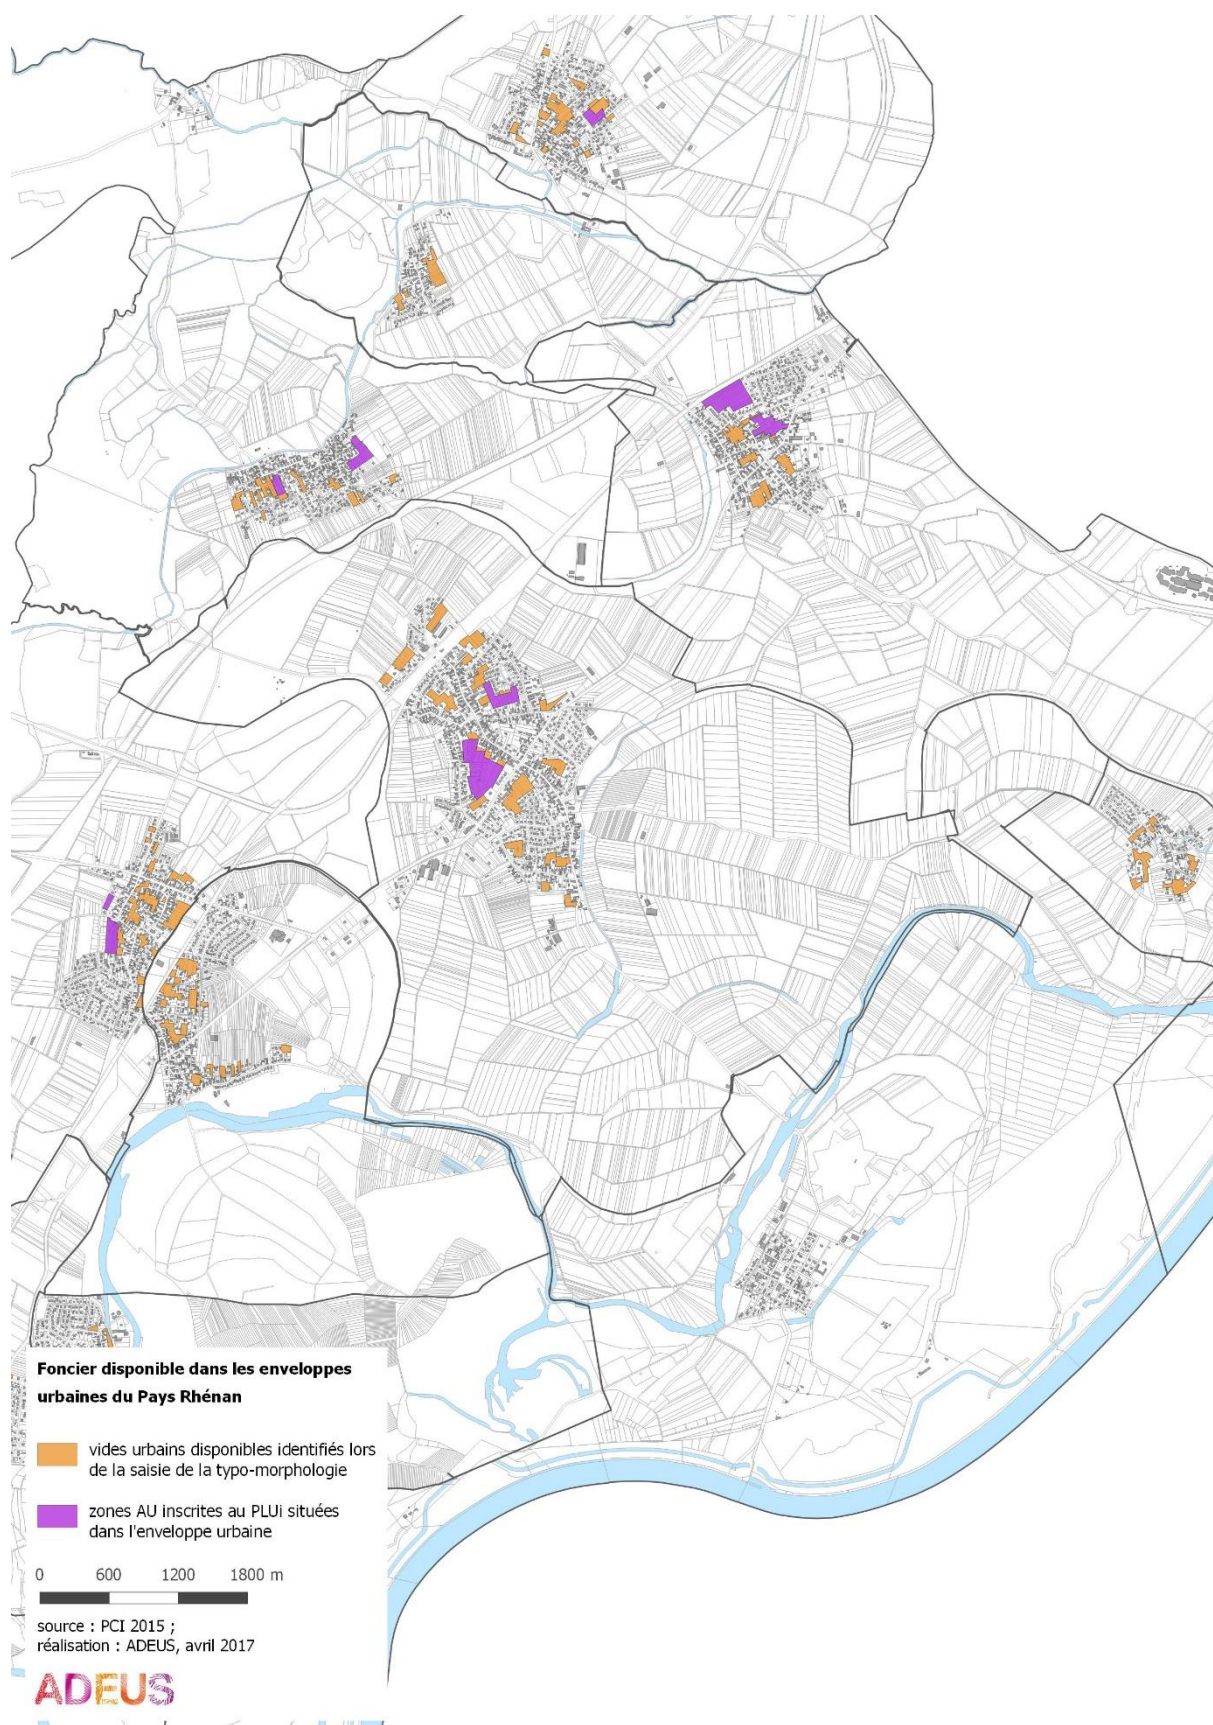 Foncier disponible dans les enveloppes
urbaines du Pays Rhénan
vides urbains disponibles identifiés lors
de la saisie de la typo-morphologie
zones AU inscrites au PLUi situées
dans l'enveloppe urbaine
0 600 1200 1800 m
source : PCI 2015 ;
réalisation : ADEUS, avril 2017
ADEUS